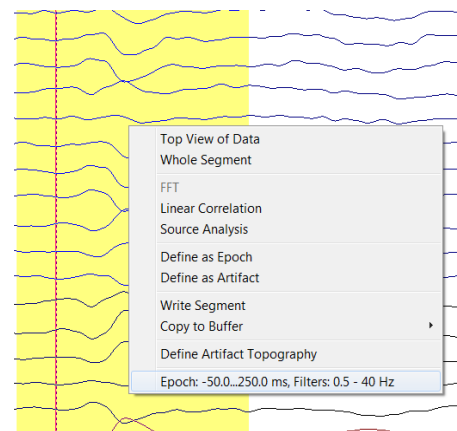 Top View of Data
Whole Segment
FFT
Linear Correlation
Source Analysis
Define as Epoch
Define as Artifact
Write Segment
Copy to Buffer
Define Artifact Topography
Epoch: -50.0...250.0 ms, Filters: 0.5 - 40 Hz